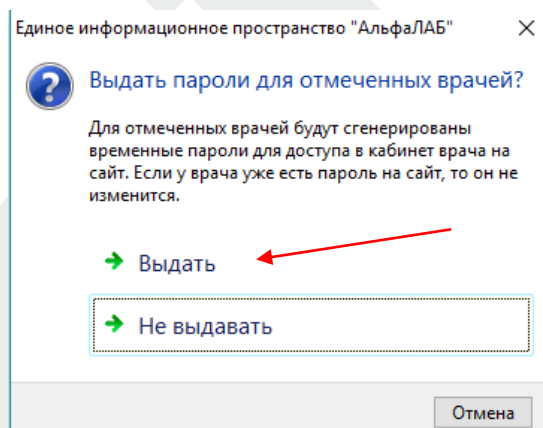 Единое информационное пространство "АльфаЛАБ"
Выдать пароли для отмеченных врачей?
Для отмеченных врачей будут сгенерированы
временные пароли для доступа в кабинет врача на
сайт. Если у врача уже есть пароль на сайт, то он не
изменится.
Выдать
Не выдавать
Отмена